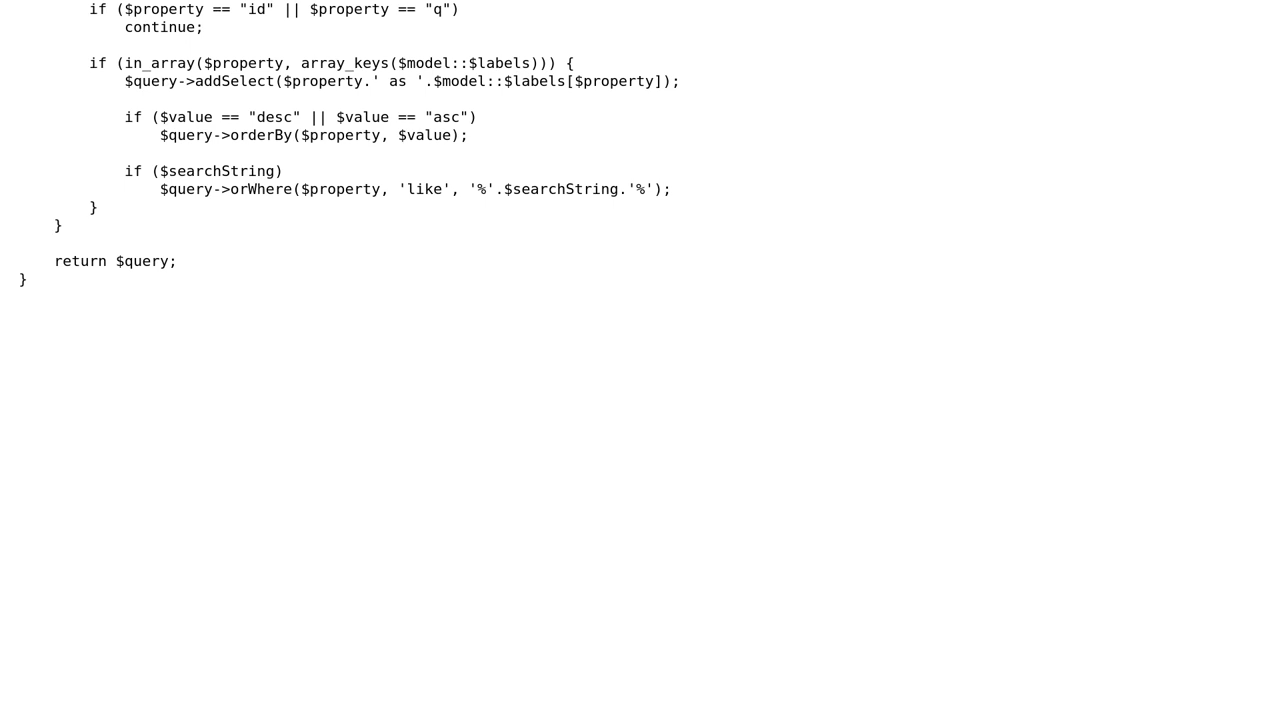 if ($property == "id" || $property == "q")
            continue;

        if (in_array($property, array_keys($model::$labels))) {
            $query->addSelect($property.' as '.$model::$labels[$property]);

            if ($value == "desc" || $value == "asc")
                $query->orderBy($property, $value);

            if ($searchString)
                $query->orWhere($property, 'like', '%'.$searchString.'%');
        }
    }

    return $query;
}